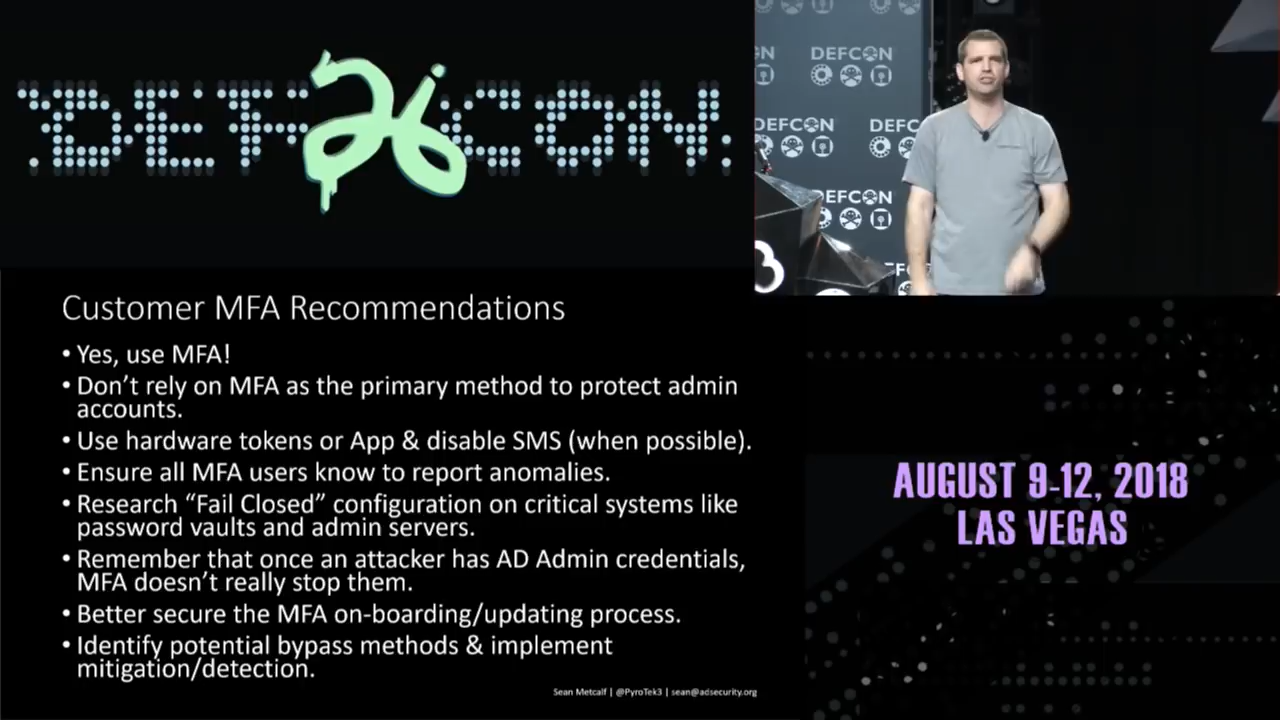 DEF 26 CON
DEFCON
DEFCON
DEFC
DEFCON
Customer MFA Recommendations
• Yes, use MFA!
• Don’t rely on MFA as the primary method to protect admin
accounts.
• Use hardware tokens or App & disable SMS (when possible).
• Ensure all MFA users know to report anomalies.
• Research “Fail Closed” configuration on critical systems like
password vaults and admin servers.
• Remember that once an attacker has AD Admin credentials,
MFA doesn’t really stop them.
• Better secure the MFA on-boarding/updating process.
• Identify potential bypass methods & implement
mitigation/detection.
Sean Metcalf | @PyroTek3 | sean@adsecurity.org
AUGUST 9-12, 2018
LAS VEGAS